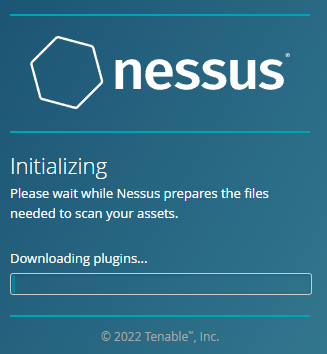 nessus®
Initializing
Please wait while Nessus prepares the files
needed to scan your assets.
Downloading plugins...
© 2022 Tenable™, Inc.